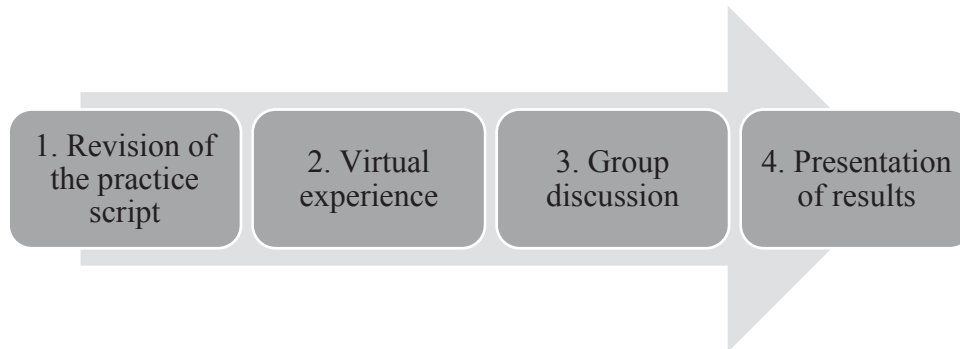 1. Revision of
the practice
script
2. Virtual
experience
3. Group
discussion
4. Presentation
of results